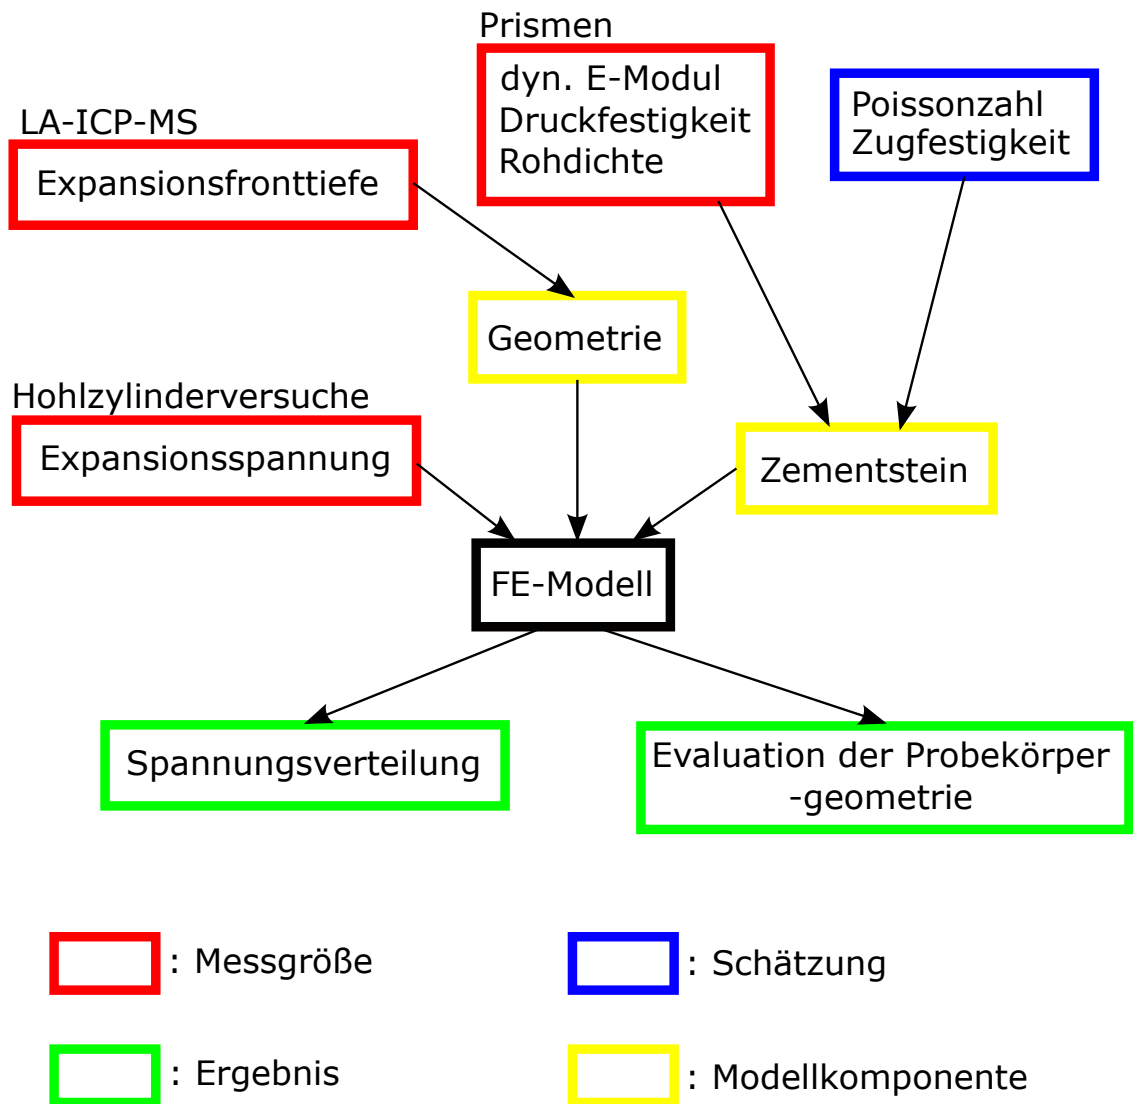 Prismen
dyn. E-Modul
Druckfestigkeit
Rohdichte
Poissonzahl
Zugfestigkeit
LA-ICP-MS
Expansionsfronttiefe
Geometrie
Hohlzylinderversuche
Expansionsspannung
Zementstein
FE-Modell
Spannungsverteilung
Evaluation der Probekörper
-geometrie
: Messgröße
: Schätzung
: Ergebnis
: Modellkomponente